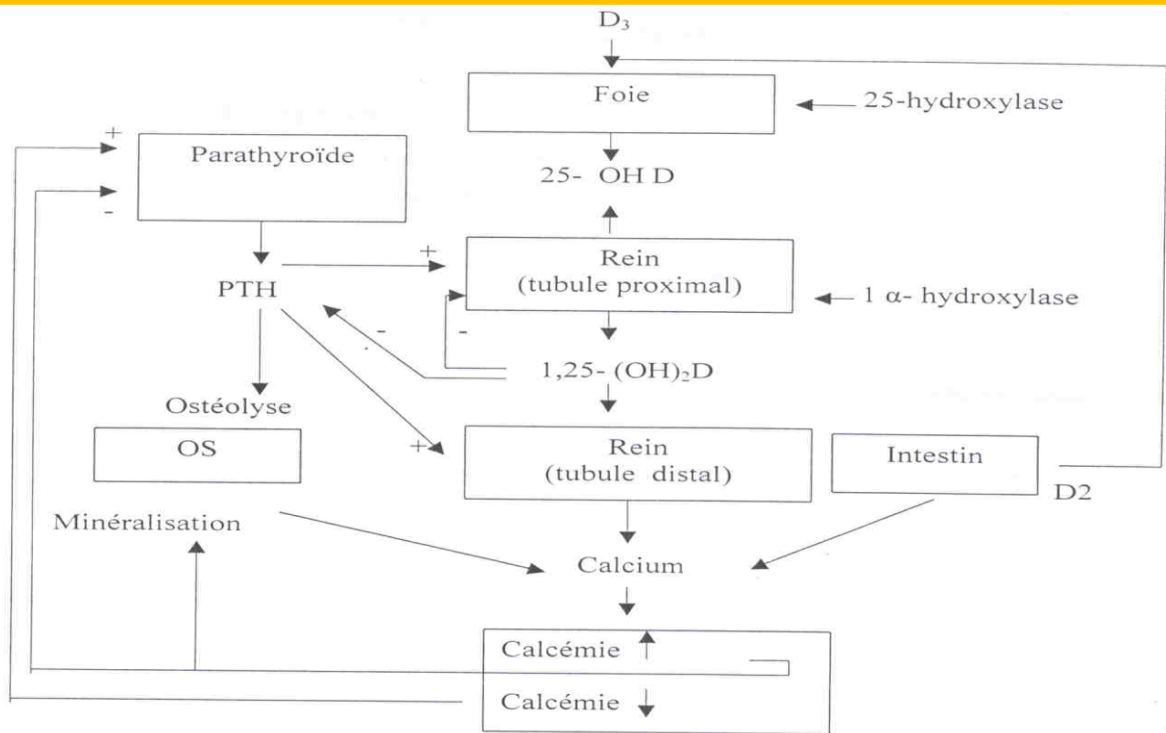 D₃
Foie
25-hydroxylase
+
Parathyroïde
-
25- OH D
+
Rein
(tubule proximal)
PTH
1 α- hydroxylase
-
-
1,25- (OH)₂D
Ostéolyse
OS
+
Rein
(tubule distal)
Intestin
D2
Minéralisation
Calcium
Calcémie
Calcémie